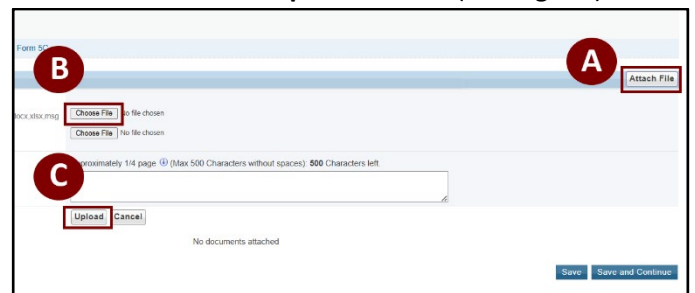 Form 5C
B
A
Attach File
docx,xlsx,msg
Choose File No file chosen
Choose File No file chosen
Approximately 1/4 page (Max 500 Characters without spaces): 500 Characters left.
C
Upload Cancel
No documents attached
Save Save and Continue